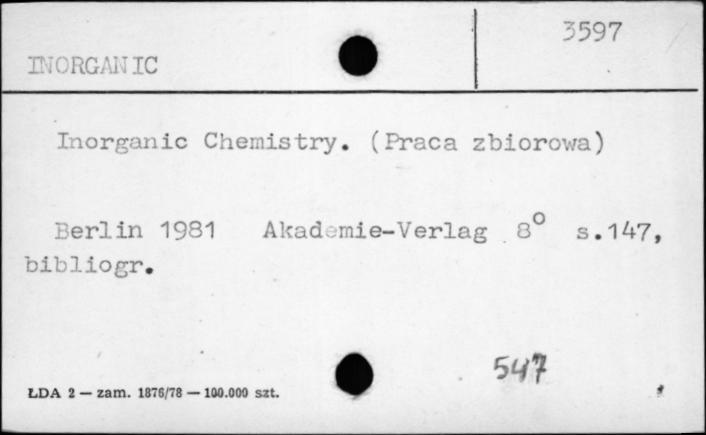 3597
INORGANIC
Inorganic Chemistry. (Praca zbiorowa)
Berlin 1981 Akademie-Verlag 8° s.147,
bibliogr.
547
ŁDA 2 — zam. 1876/78 — 100.000 szt.